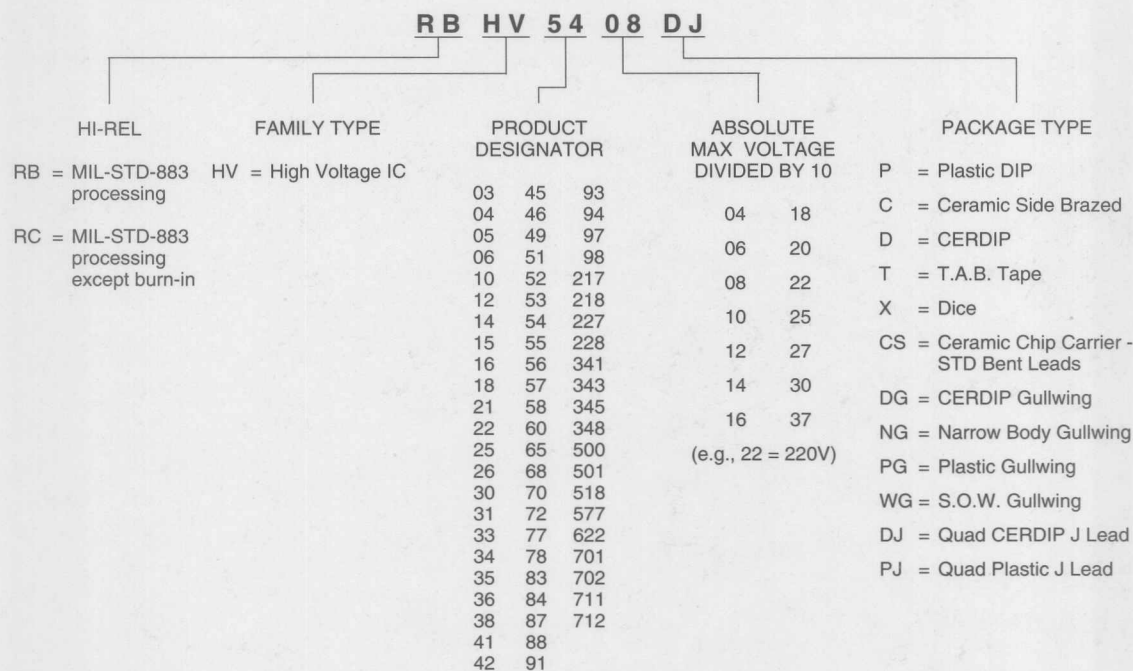 RB HV 54 08 DJ
HI-REL
RB = MIL-STD-883
processing
RC = MIL-STD-883
processing
except burn-in
FAMILY TYPE
HV = High Voltage IC
PRODUCT
DESIGNATOR
03 45 93
04 46 94
05 49 97
06 51 98
10 52 217
12 53 218
14 54 227
15 55 228
16 56 341
18 57 343
21 58 345
22 60 348
25 65 500
26 68 501
30 70 518
31 72 577
33 77 622
34 78 701
35 83 702
36 84 711
38 87 712
41 88
42 91
ABSOLUTE
MAX VOLTAGE
DIVIDED BY 10
04 18
06 20
08 22
10 25
12 27
14 30
16 37
(e.g., 22 = 220V)
PACKAGE TYPE
P = Plastic DIP
C = Ceramic Side Brazed
D = CERDIP
T = T.A.B. Tape
X = Dice
CS = Ceramic Chip Carrier -
STD Bent Leads
DG = CERDIP Gullwing
NG = Narrow Body Gullwing
PG = Plastic Gullwing
WG = S.O.W. Gullwing
DJ = Quad CERDIP J Lead
PJ = Quad Plastic J Lead